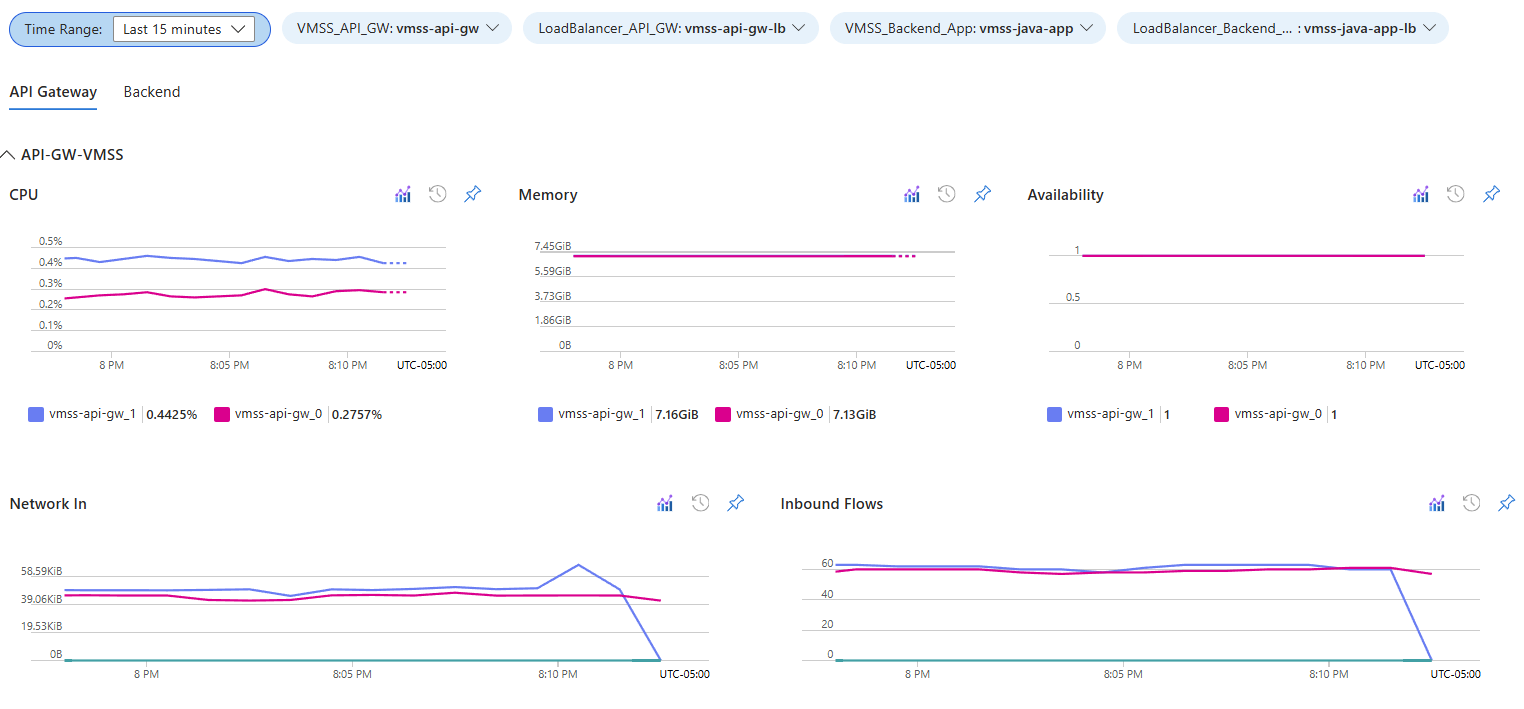 Time Range: Last 15 minutes VMSS_API_GW: vmss-api-gw LoadBalancer_API_GW: vmss-api-gw-lb VMSS_Backend_App: vmss-java-app LoadBalancer_Backend_... : vmss-java-app-lb
API Gateway Backend
API-GW-VMSS
CPU
0.5%
0.4%
0.3%
0.2%
0.1%
0%
8 PM 8:05 PM 8:10 PM UTC-05:00
vmss-api-gw_1 0.4425% vmss-api-gw_0 0.2757%
Memory
7.45GiB
5.59GiB
3.73GiB
1.86GiB
0B
8 PM 8:05 PM 8:10 PM UTC-05:00
vmss-api-gw_1 7.16GiB vmss-api-gw_0 7.13GiB
Availability
1
0.5
0
8 PM 8:05 PM 8:10 PM UTC-05:00
vmss-api-gw_1 1 vmss-api-gw_0 1
Network In
58.59KiB
39.06KiB
19.53KiB
0B
8 PM 8:05 PM 8:10 PM UTC-05:00
Inbound Flows
60
40
20
0
8 PM 8:05 PM 8:10 PM UTC-05:00